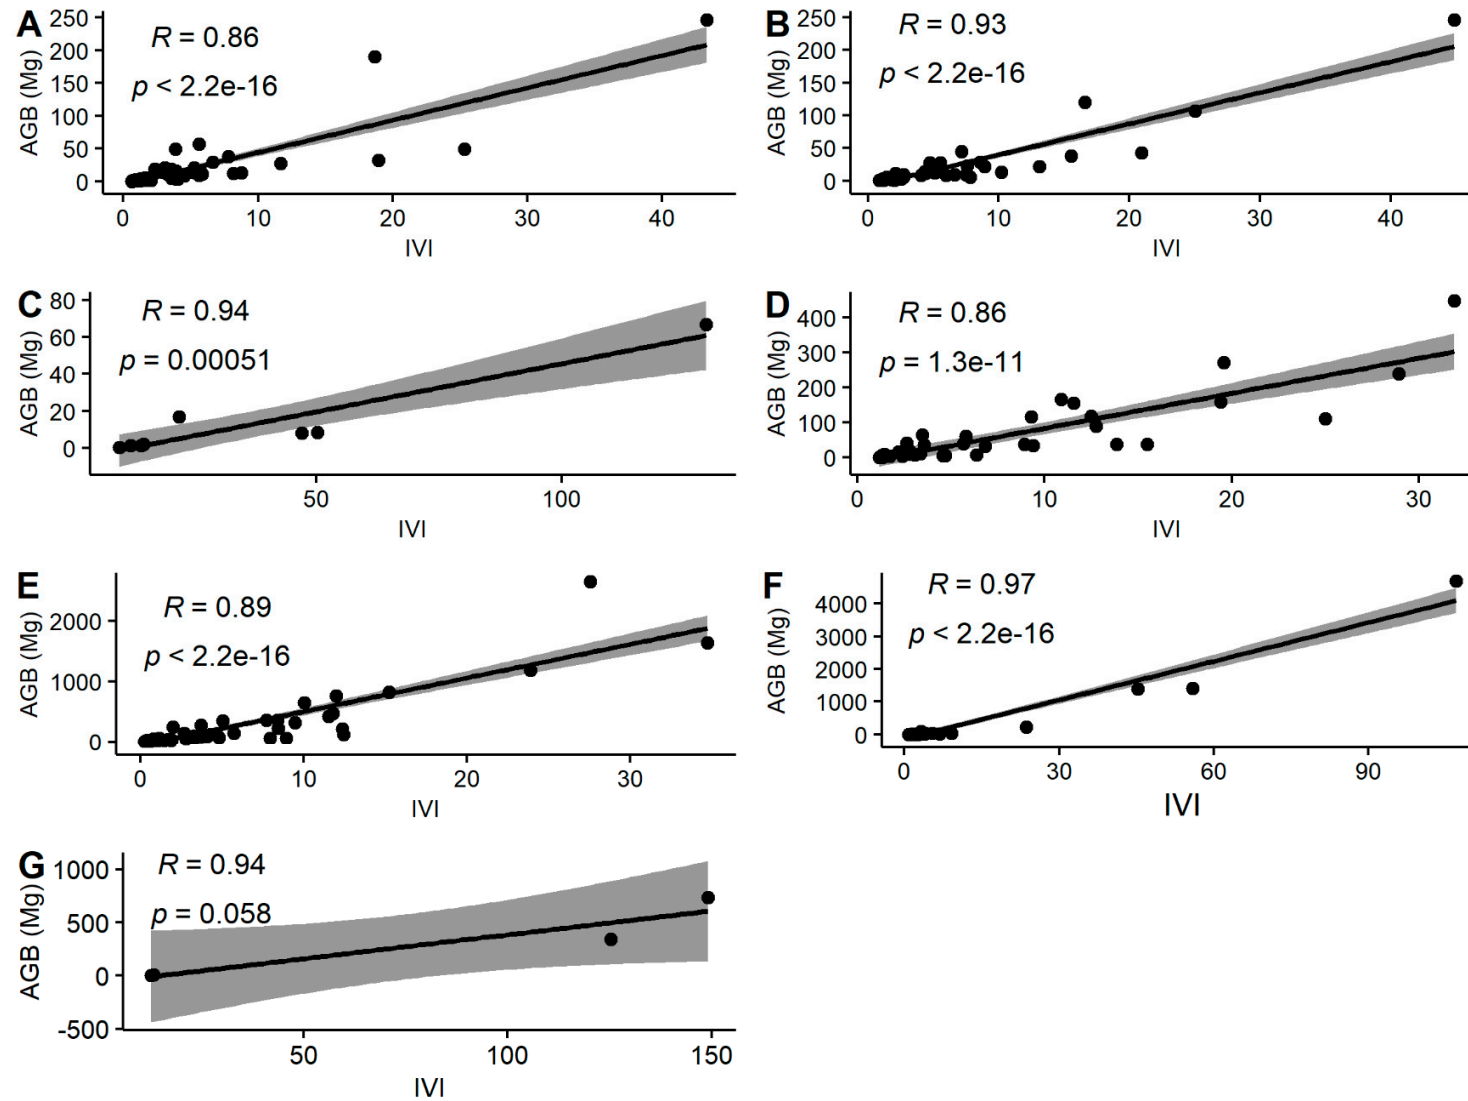 A
R = 0.86
p < 2.2e-16
AGB (Mg)
250
200
150
100
50
0
0 10 20 30 40
IVI
B
R = 0.93
p < 2.2e-16
AGB (Mg)
250
200
150
100
50
0
0 10 20 30 40
IVI
C
R = 0.94
p = 0.00051
AGB (Mg)
80
60
40
20
0
50 100
IVI
D
R = 0.86
p = 1.3e-11
AGB (Mg)
400
300
200
100
0
0 10 20 30
IVI
E
R = 0.89
p < 2.2e-16
AGB (Mg)
2000
1000
0
0 10 20 30
IVI
F
R = 0.97
p < 2.2e-16
AGB (Mg)
4000
3000
2000
1000
0
0 30 60 90
IVI
G
R = 0.94
p = 0.058
AGB (Mg)
1000
500
0
-500
50 100 150
IVI